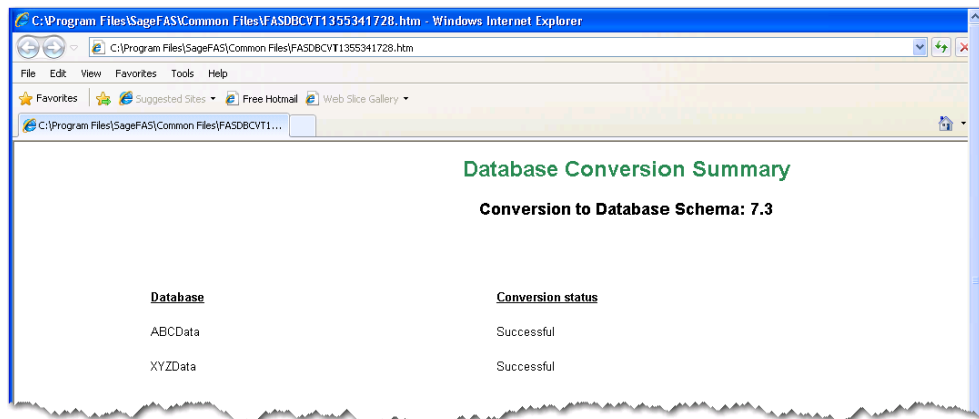 C:\Program Files\SageFAS\Common Files\FASDBCVT1355341728.htm - Windows Internet Explorer
C:\Program Files\SageFAS\Common Files\FASDBCVT1355341728.htm
File Edit View Favorites Tools Help
Favorites Suggested Sites Free Hotmail Web Slice Gallery
C:\Program Files\SageFAS\Common Files\FASDBCVT1...
Database Conversion Summary
Conversion to Database Schema: 7.3
Database Conversion status
ABCData Successful
XYZData Successful